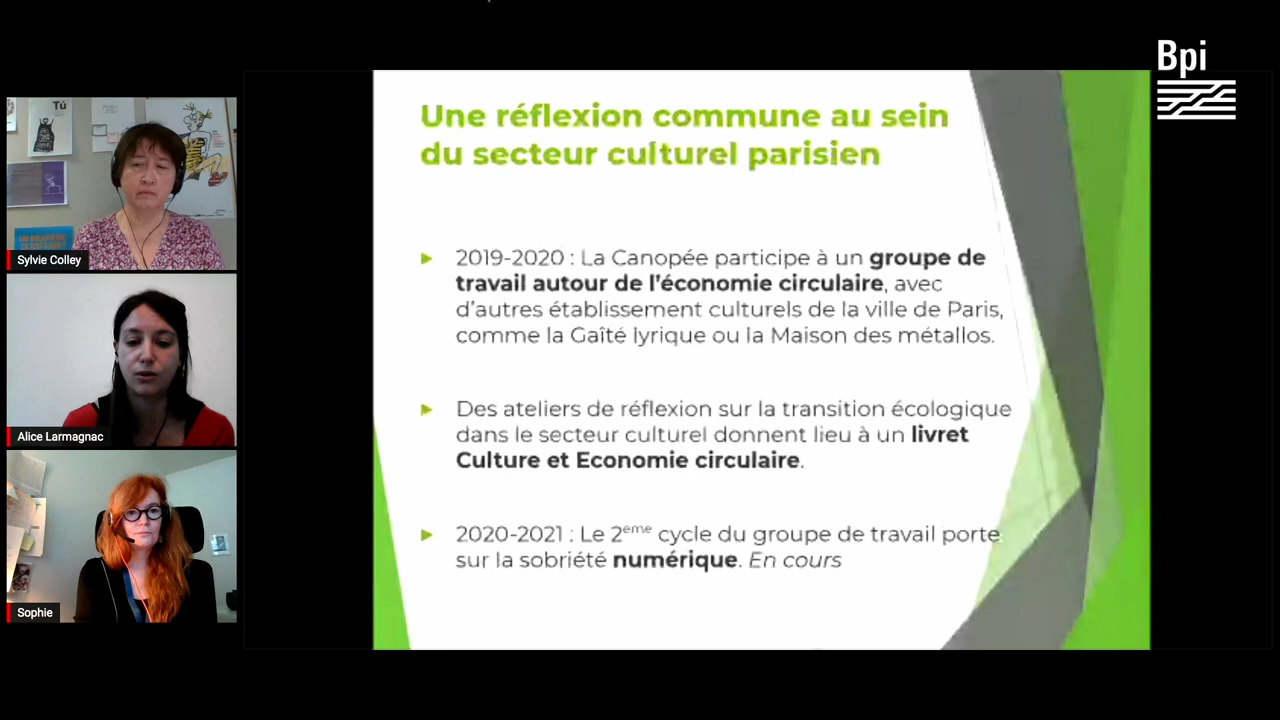 Bpi
Tú
Sylvie Colley
Alice Larmagnac
Sophie
Une réflexion commune au sein
du secteur culturel parisien
2019-2020 : La Canopée participe à un groupe de
travail autour de l'économie circulaire, avec
d'autres établissement culturels de la ville de Paris,
comme la Gaîté lyrique ou la Maison des métallos.
Des ateliers de réflexion sur la transition écologique
dans le secteur culturel donnent lieu à un livret
Culture et Economie circulaire.
2020-2021 : Le 2eme cycle du groupe de travail porte
sur la sobriété numérique. En cours